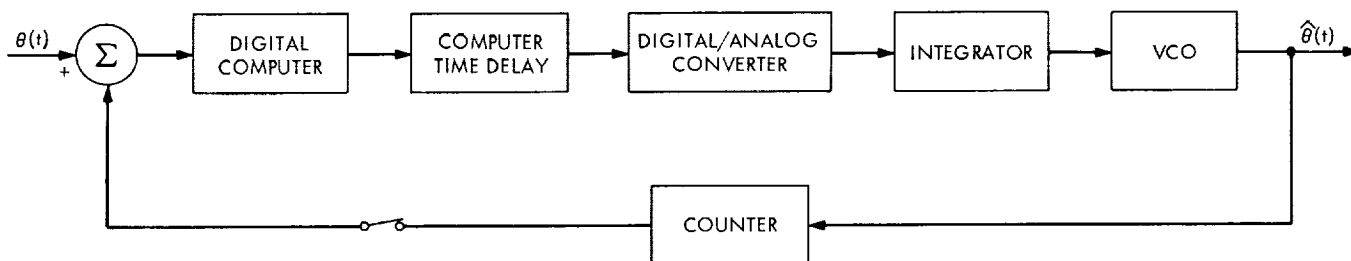 θ(t)
+
Σ
DIGITAL
COMPUTER
COMPUTER
TIME DELAY
DIGITAL/ANALOG
CONVERTER
INTEGRATOR
VCO
θ̂(t)
COUNTER